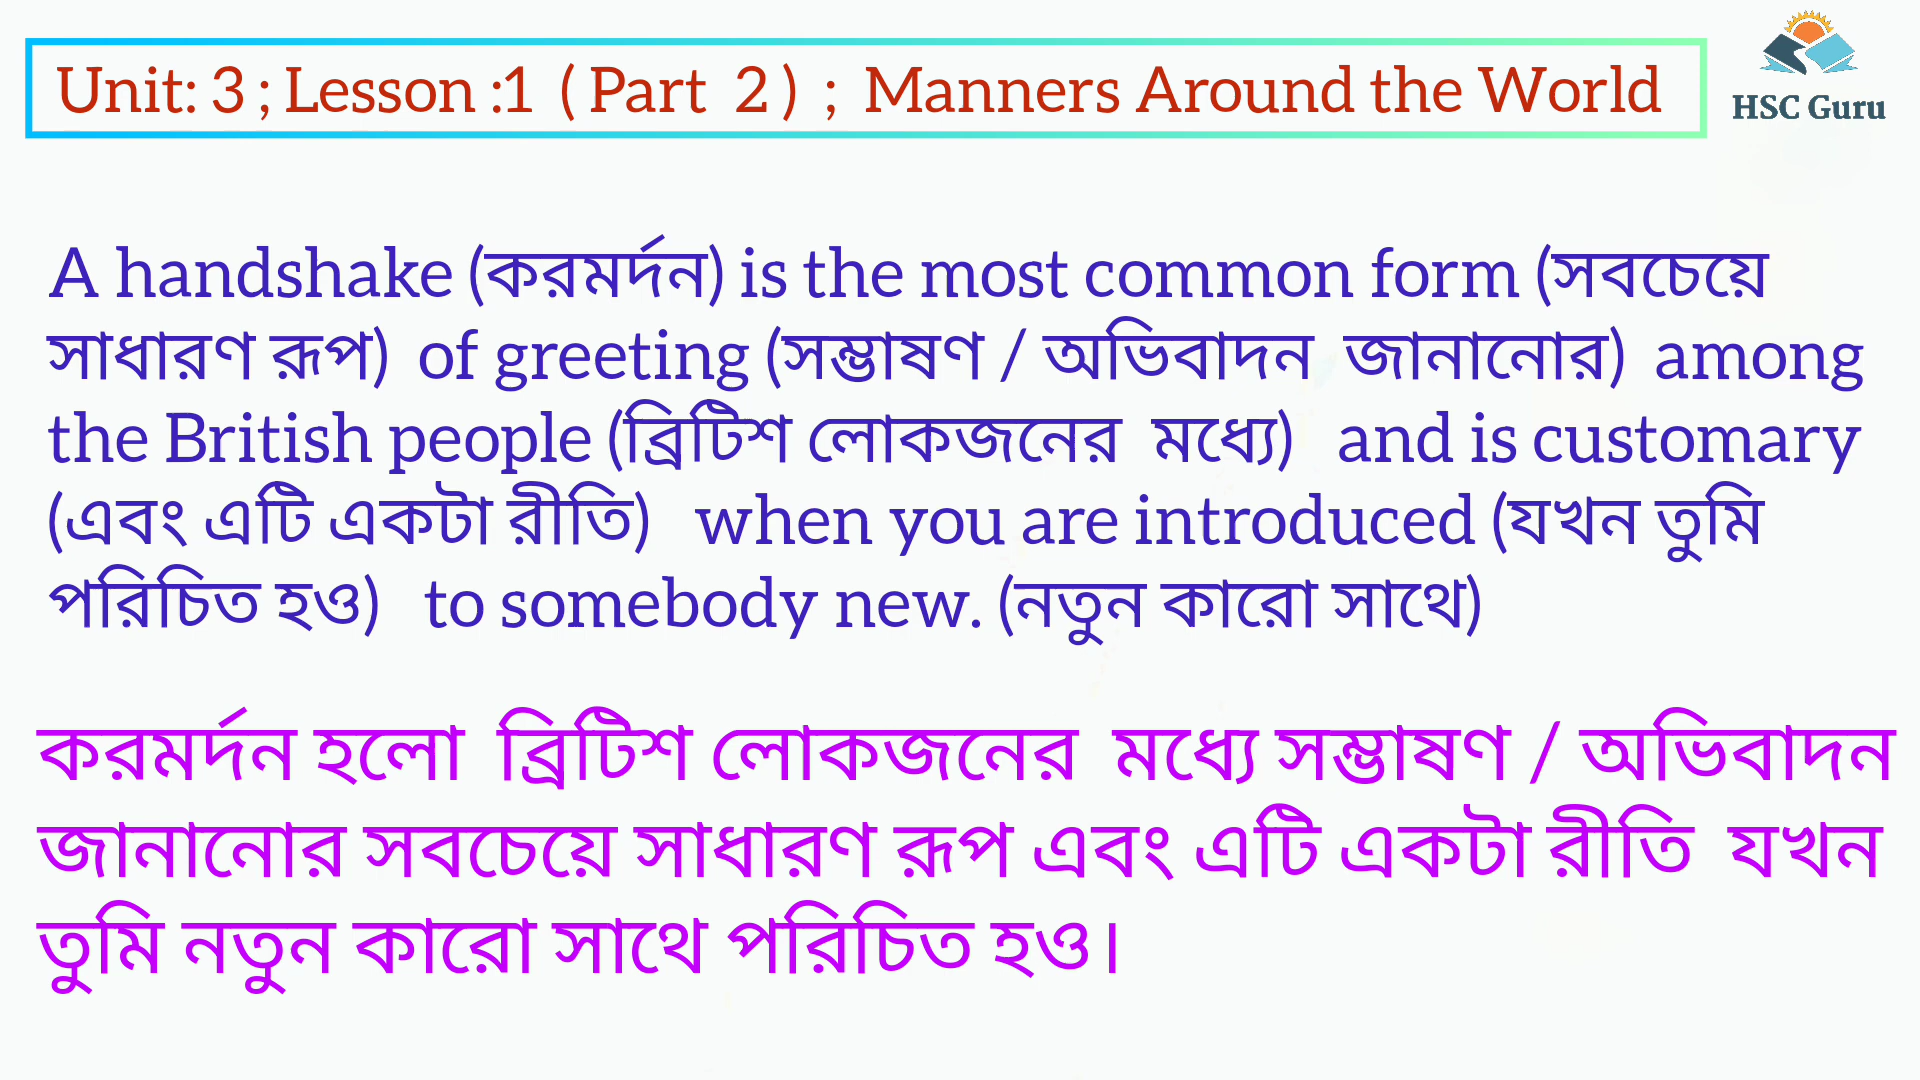 Unit: 3 ; Lesson :1 ( Part 2 ) ; Manners Around the World
HSC Guru
A handshake (করমর্দন) is the most common form (সবচেয়ে
সাধারণ রূপ) of greeting (সম্ভাষণ / অভিবাদন জানানোর) among
the British people (ব্রিটিশ লোকজনের মধ্যে) and is customary
(এবং এটি একটা রীতি) when you are introduced (যখন তুমি
পরিচিত হও) to somebody new. (নতুন কারো সাথে)
করমর্দন হলো ব্রিটিশ লোকজনের মধ্যে সম্ভাষণ / অভিবাদন
জানানোর সবচেয়ে সাধারণ রূপ এবং এটি একটা রীতি যখন
তুমি নতুন কারো সাথে পরিচিত হও।